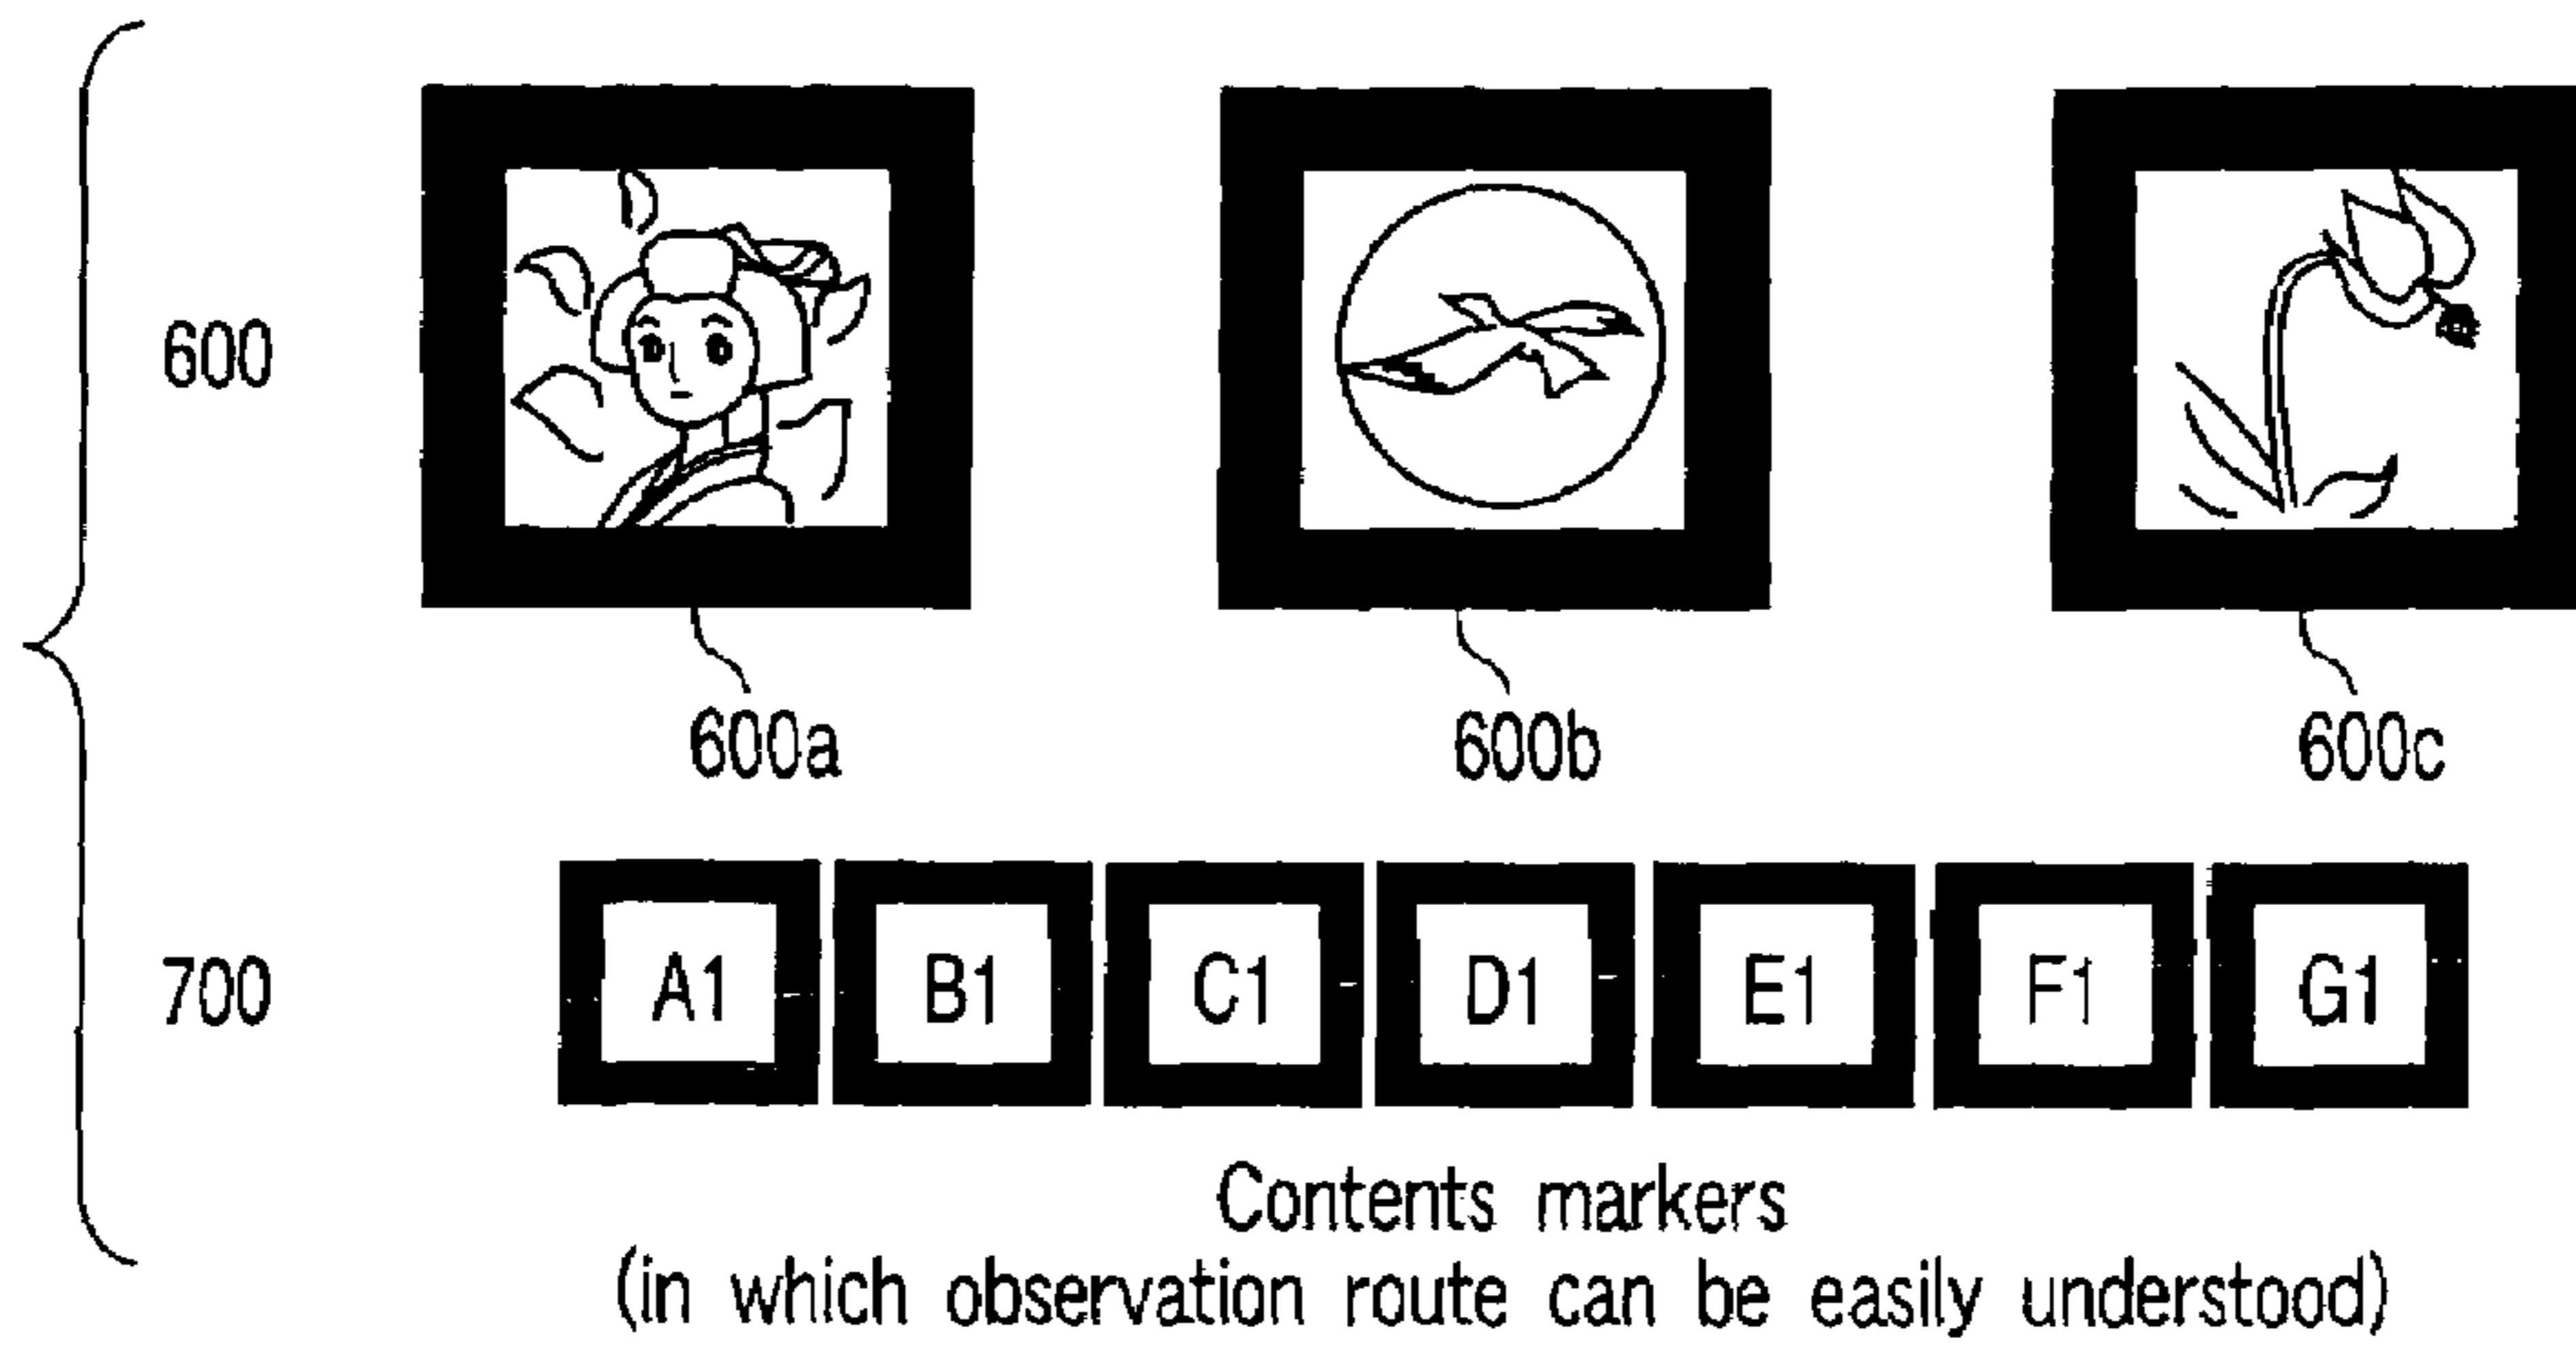 600
600a 600b 600c
700
A1 B1 C1 D1 E1 F1 G1
Contents markers
(in which observation route can be easily understood)